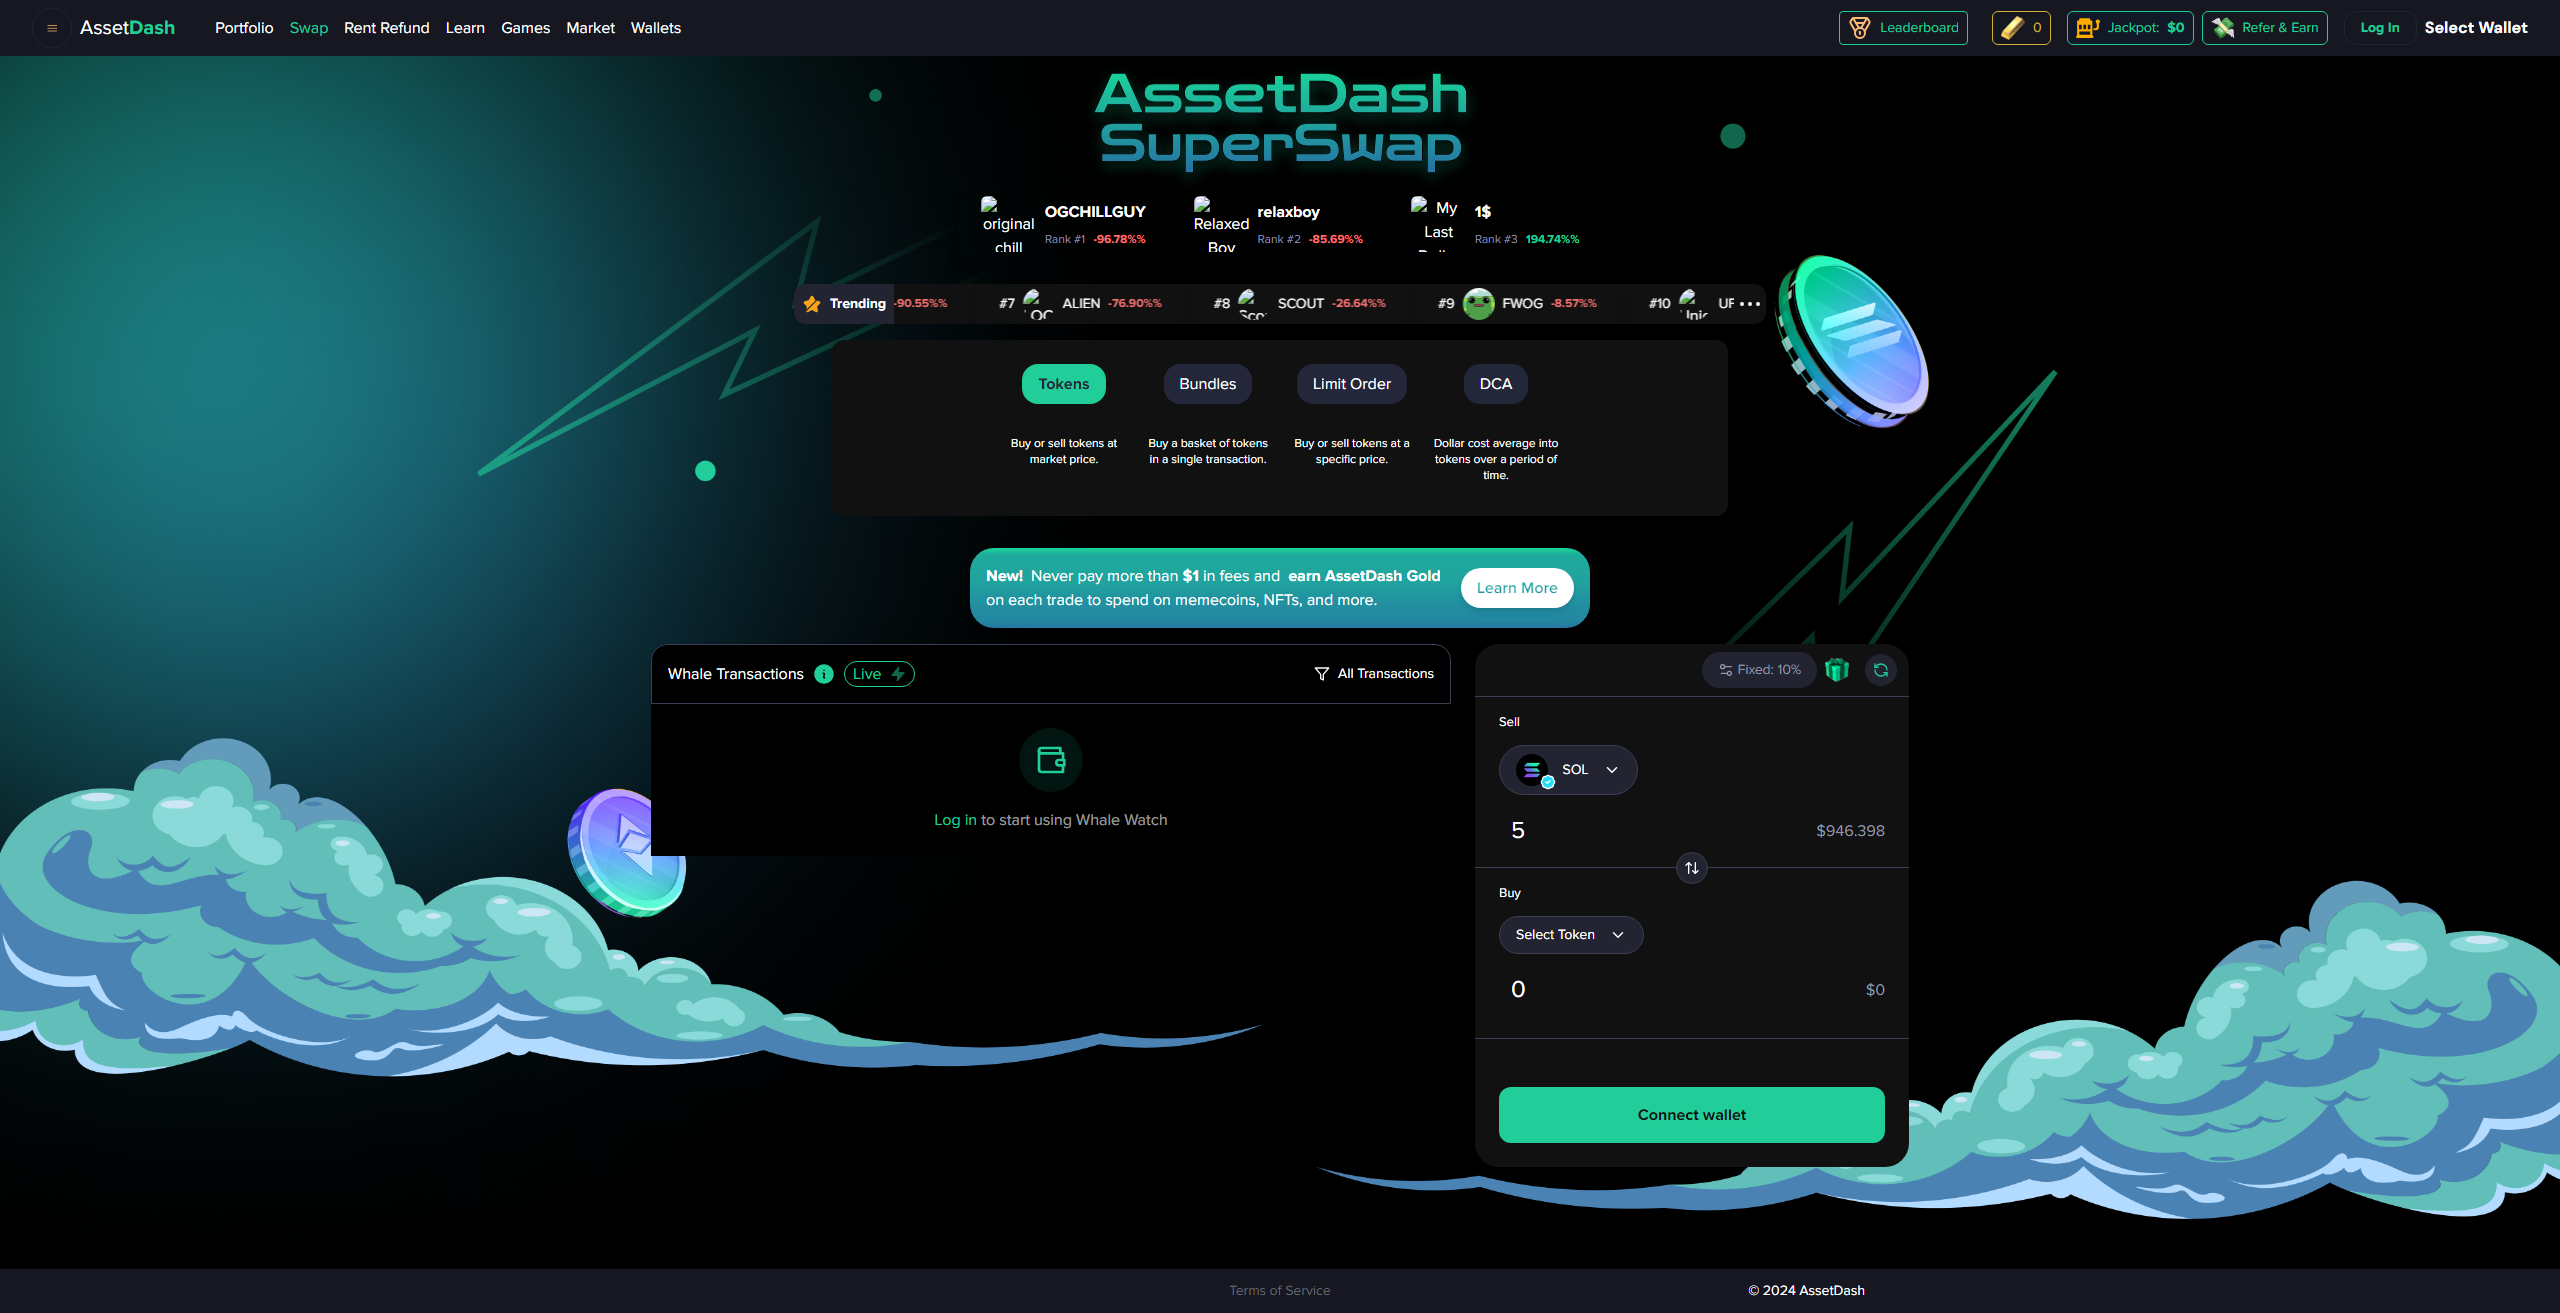 AssetDash Portfolio Swap Rent Refund Learn Games Market Wallets Leaderboard 0 Jackpot: $0 Refer & Earn Log In Select Wallet
AssetDash
SuperSwap
original
chill
OGCHILLGUY
Rank #1 -96.78%%
Relaxed
Boy
relaxboy
Rank #2 -85.69%%
My
Last
1$
Rank #3 194.74%%
Trending -90.55%% #7 ALIEN -76.90%% #8 SCOUT -26.64%% #9 FWOG -8.57%% #10
Tokens Bundles Limit Order DCA
Buy or sell tokens at
market price.
Buy a basket of tokens
in a single transaction.
Buy or sell tokens at a
specific price.
Dollar cost average into
tokens over a period of
time.
New! Never pay more than $1 in fees and earn AssetDash Gold
on each trade to spend on memecoins, NFTs, and more.
Learn More
Whale Transactions i Live All Transactions
Log in to start using Whale Watch
Fixed: 10%
Sell
SOL
5 $946.398
Buy
Select Token
0 $0
Connect wallet
Terms of Service © 2024 AssetDash